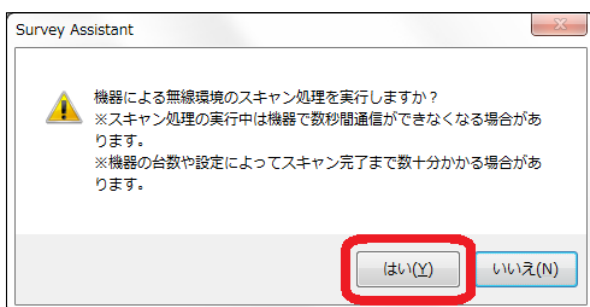 Survey Assistant
機器による無線環境のスキャン処理を実行しますか？
※スキャン処理の実行中は機器で数秒間通信ができなくなる場合があ
ります。
※機器の台数や設定によってスキャン完了まで数十分かかる場合があ
ります。
はい(Y)
いいえ(N)